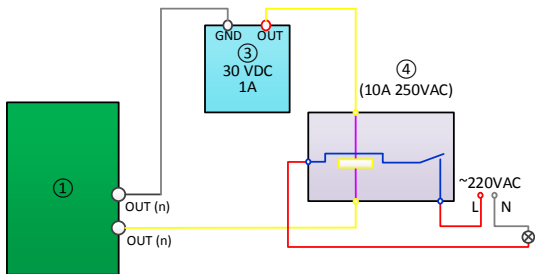 GND OUT
③
30 VDC
1A
④
(10A 250VAC)
①
OUT (n)
OUT (n)
~220VAC
L N